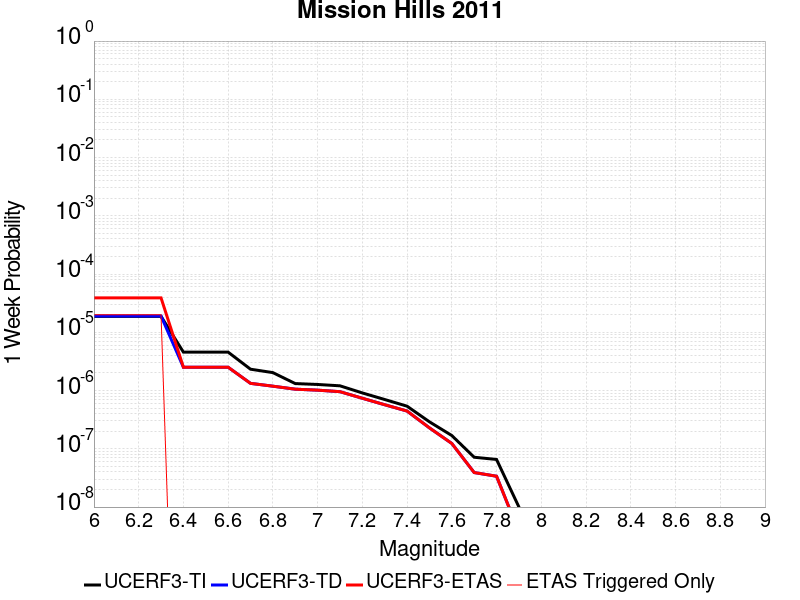 Mission Hills 2011
1 Week Probability
10^0
10^-1
10^-2
10^-3
10^-4
10^-5
10^-6
10^-7
10^-8
6 6.2 6.4 6.6 6.8 7 7.2 7.4 7.6 7.8 8 8.2 8.4 8.6 8.8 9
Magnitude
UCERF3-TI UCERF3-TD UCERF3-ETAS ETAS Triggered Only